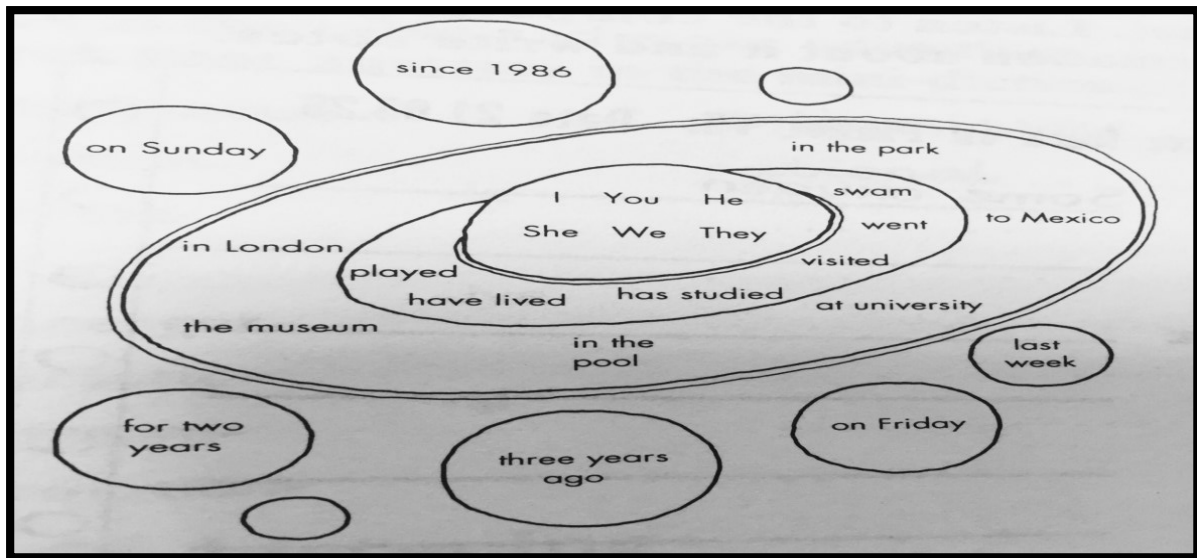 since 1986
on Sunday
in the park
I You He
swam
to Mexico
She We They
went
in London
visited
played
have lived
has studied
at university
the museum
in the
pool
last
week
for two
years
three years
ago
on Friday